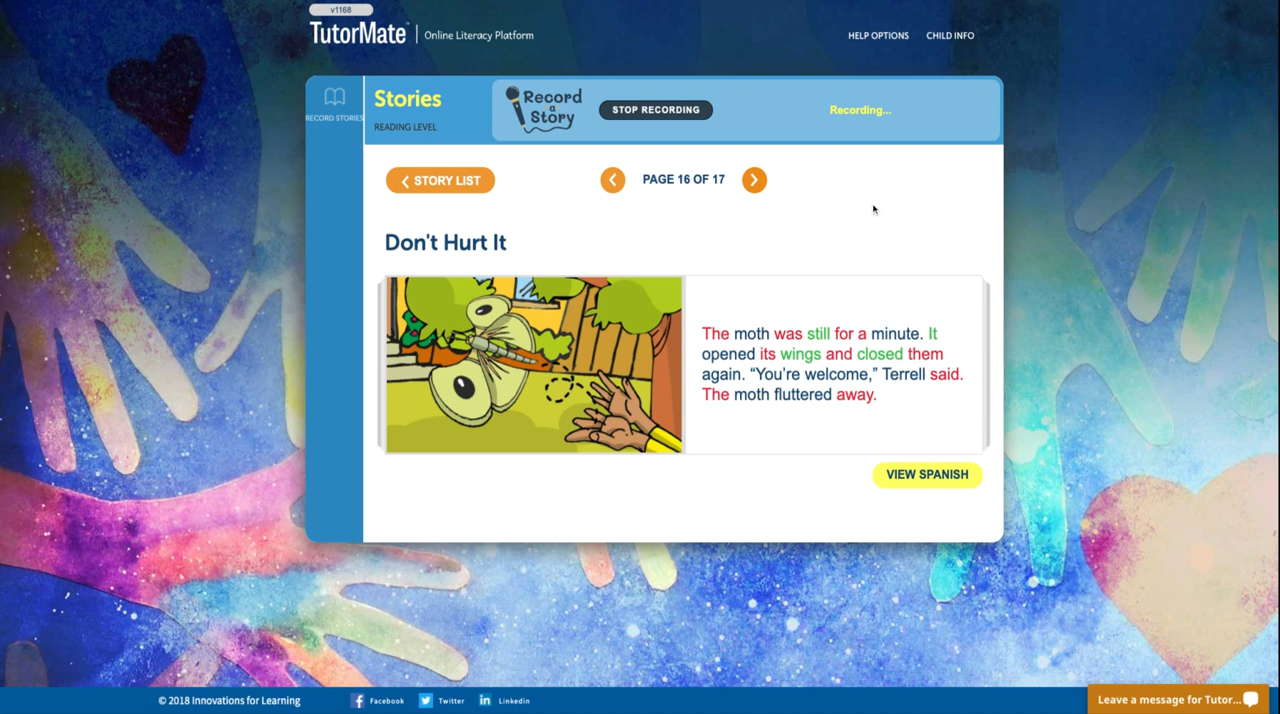 v1168
TutorMate™ | Online Literacy Platform
HELP OPTIONS
CHILD INFO
RECORD STORIES
Stories
READING LEVEL
Record
a
Story
STOP RECORDING
Recording...
STORY LIST
PAGE 16 OF 17
Don't Hurt It
The moth was still for a minute. It
opened its wings and closed them
again. “You’re welcome,” Terrell said.
The moth fluttered away.
VIEW SPANISH
© 2018 Innovations for Learning
Facebook
Twitter
Linkedin
Leave a message for Tutor...